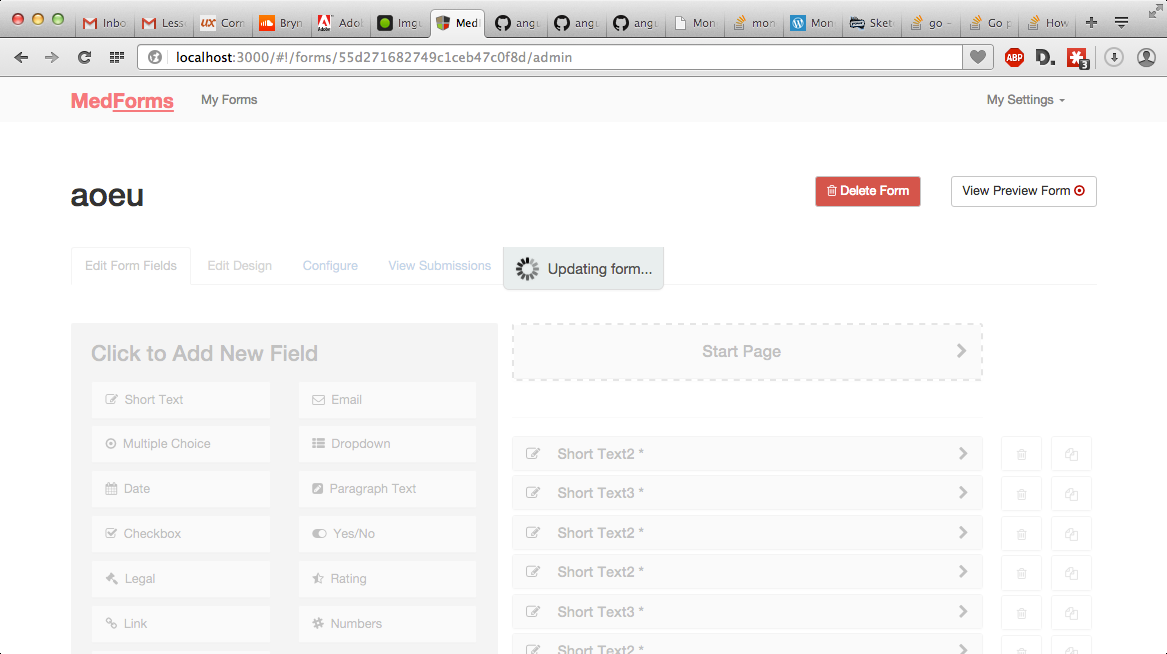 Inbo
Less
ux Corn
Bryn
Adobe Adol
Imgu
Med
angu
angu
angu
Mon
mon
Mon
Sket
go -
Go p
How
localhost:3000/#!/forms/55d271682749c1ceb47c0f8d/admin
ABP
D.
3
MedForms
My Forms
My Settings
aoeu
Delete Form
View Preview Form
Edit Form Fields
Edit Design
Configure
View Submissions
Updating form...
Click to Add New Field
Short Text
Email
Multiple Choice
Dropdown
Date
Paragraph Text
Checkbox
Yes/No
Legal
Rating
Link
Numbers
Start Page
Short Text2 *
Short Text3 *
Short Text2 *
Short Text2 *
Short Text3 *
Short Text2 *